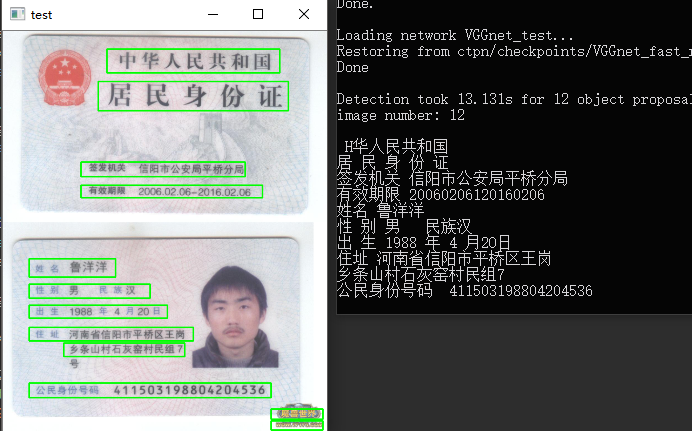 test
中华人民共和国
居民身份证
签发机关 信阳市公安局平桥分局
有效期限 2006.02.06-2016.02.06
姓名 鲁洋洋
性别 男 民族 汉
出生 1988 年 4 月 20 日
住址 河南省信阳市平桥区王岗
乡条山村石灰窑村民组7
号
公民身份号码 411503198804204536
Done.
Loading network VGGnet_test...
Restoring from ctpn/checkpoints/VGGnet_fast_r
Done
Detection took 13.131s for 12 object proposal
image number: 12
H华人民共和国
居 民 身 份 证
签发机关 信阳市公安局平桥分局
有效期限 20060206120160206
姓名 鲁洋洋
性 别 男 民族汉
出 生 1988 年 4 月20日
住址 河南省信阳市平桥区王岗
乡条山村石灰窑村民组7
公民身份号码 411503198804204536